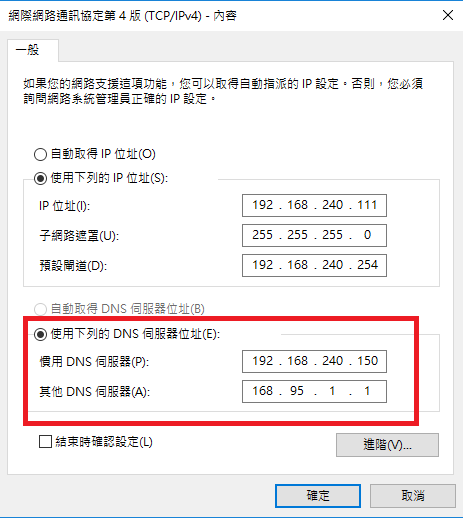 網際網路通訊協定第 4 版 (TCP/IPv4) - 內容
一般
如果您的網路支援這項功能，您可以取得自動指派的 IP 設定。否則，您必須
詢問網路系統管理員正確的 IP 設定。
自動取得 IP 位址(O)
使用下列的 IP 位址(S):
IP 位址(I): 192 . 168 . 240 . 111
子網路遮罩(U): 255 . 255 . 255 . 0
預設閘道(D): 192 . 168 . 240 . 254
自動取得 DNS 伺服器位址(B)
使用下列的 DNS 伺服器位址(E):
慣用 DNS 伺服器(P): 192 . 168 . 240 . 150
其他 DNS 伺服器(A): 168 . 95 . 1 . 1
結束時確認設定(L)
進階(V)...
確定 取消